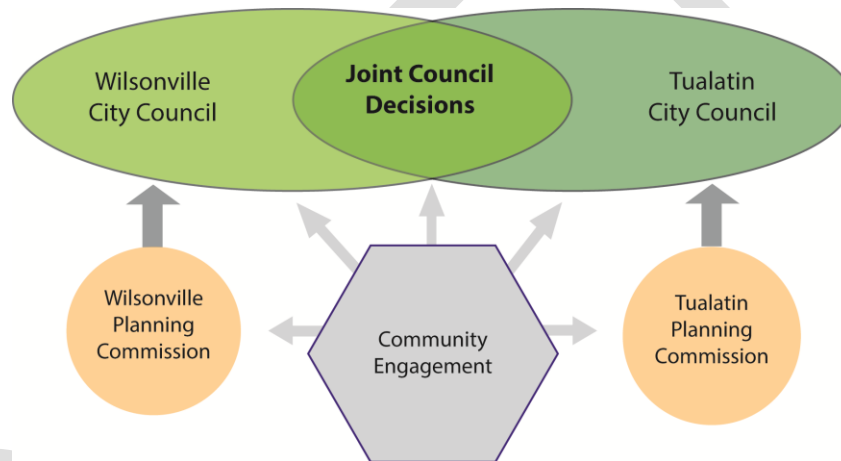 Wilsonville
City Council
Joint Council
Decisions
Tualatin
City Council
Wilsonville
Planning
Commission
Community
Engagement
Tualatin
Planning
Commission